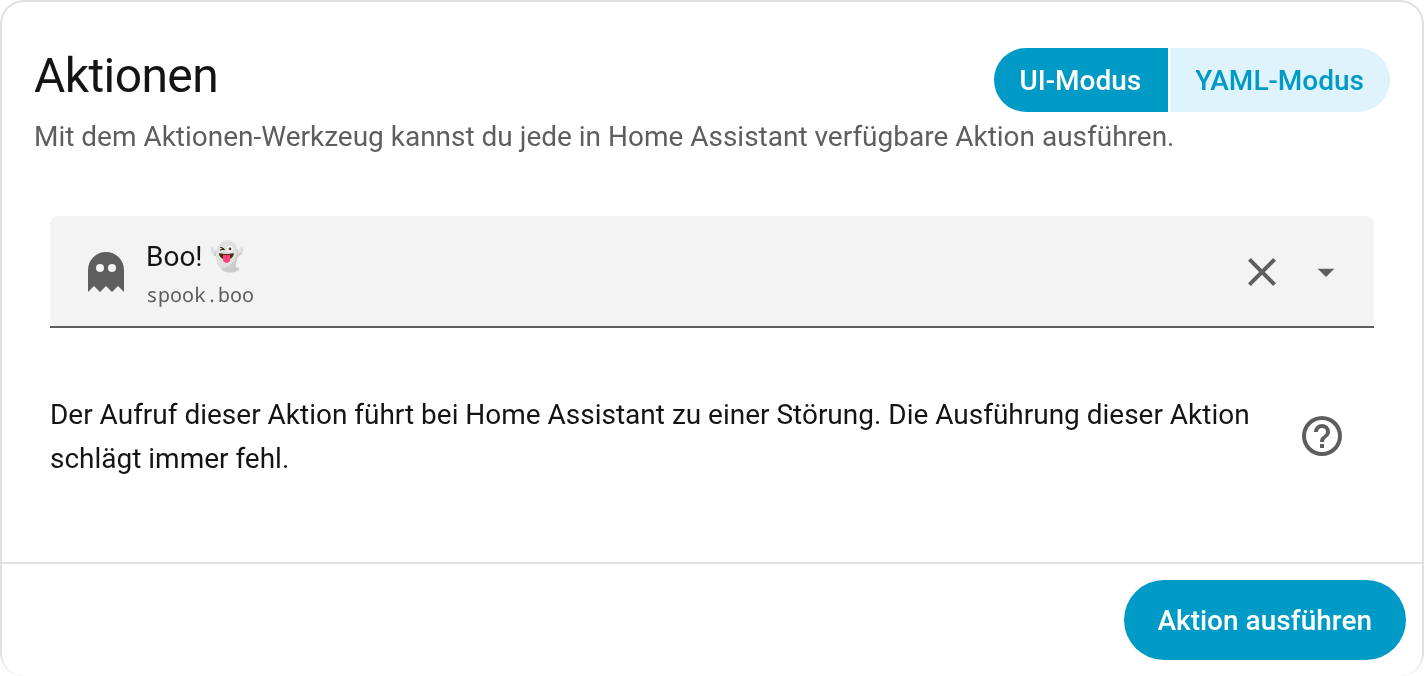 Aktionen
UI-Modus
YAML-Modus
Mit dem Aktionen-Werkzeug kannst du jede in Home Assistant verfügbare Aktion ausführen.
Boo! 👻
spook.boo
Der Aufruf dieser Aktion führt bei Home Assistant zu einer Störung. Die Ausführung dieser Aktion
schlägt immer fehl.
Aktion ausführen